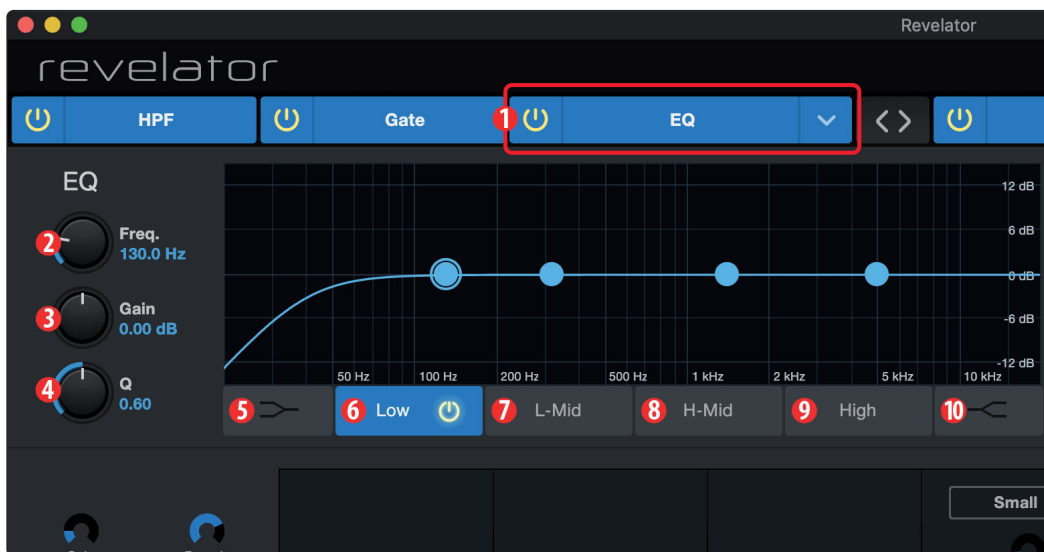 Revelator
revelator
HPF
Gate
1
EQ
EQ
12 dB
2
Freq.
130.0 Hz
6 dB
0 dB
3
Gain
0.00 dB
-6 dB
-12 dB
4
Q
0.60
50 Hz 100 Hz 200 Hz 500 Hz 1 kHz 2 kHz 5 kHz 10 kHz
5 6 Low 7 L-Mid 8 H-Mid 9 High 10
Small